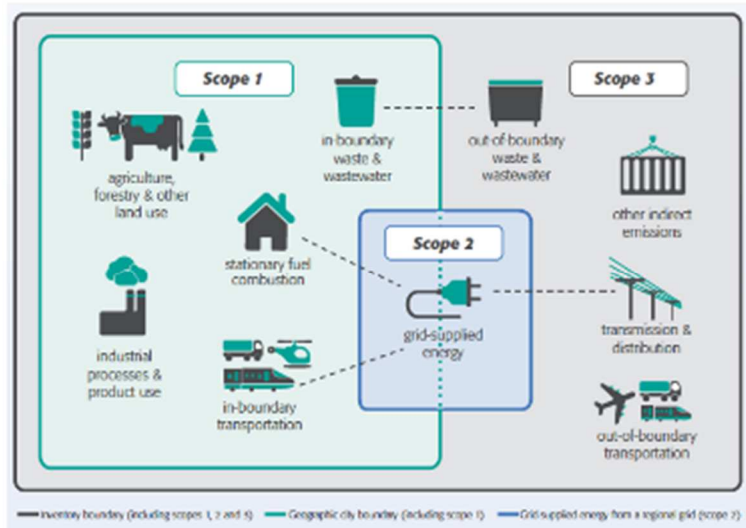 Scope 1
Scope 3
in-boundary
waste &
wastewater
out-of-boundary
waste &
wastewater
agriculture,
forestry & other
land use
other indirect
emissions
Scope 2
stationary fuel
combustion
grid-supplied
energy
transmission &
distribution
industrial
processes &
product use
in-boundary
transportation
out-of-boundary
transportation
Inventory boundary (including scopes 1, 2 and 3) Geographic city boundary (including scope 1) Grid-supplied energy from a regional grid (scope 2)